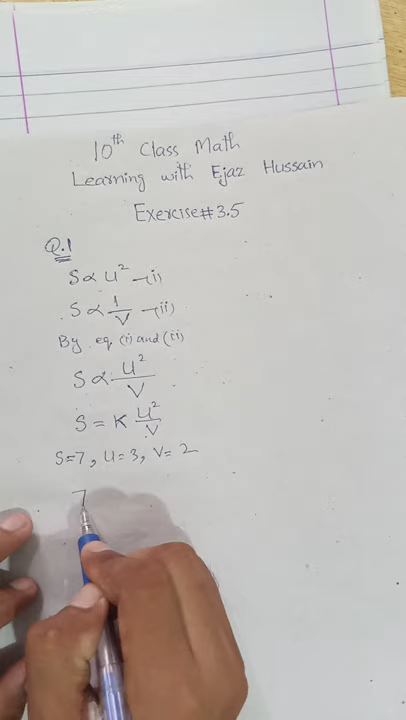 10th Class Math
Learning with Ejaz Hussain
Exercise#3.5
Q.1
S∝U² -(i)
S∝1/V -(ii)
By eq (i) and (ii)
S∝U²/V
S=K U²/V
S=7, U=3, V=2
7